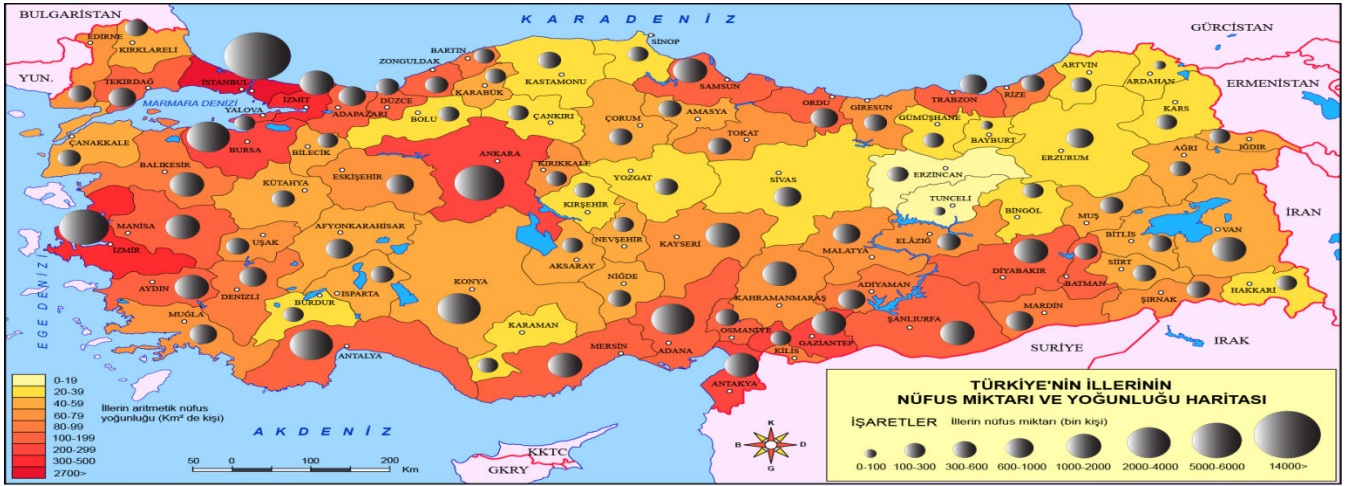 BULGARİSTAN
K A R A D E N İ Z
GÜRCİSTAN
EDİRNE
KIRKLARELİ
YUN.
TEKİRDAĞ
İSTANBUL
MARMARA DENİZİ
YALOVA
İZMİT
ADAPAZARI
DÜZCE
ZONGULDAK
BARTIN
KARABÜK
KASTAMONU
SİNOP
SAMSUN
ORDU
GİRESUN
TRABZON
RİZE
ARTVİN
ARDAHAN
ERMENİSTAN
KARS
ÇANAKKALE
BALIKESİR
BURSA
BİLECİK
BOLU
ÇANKIRI
ÇORUM
AMASYA
TOKAT
GÜMÜŞHANE
BAYBURT
ERZURUM
AĞRI
IĞDIR
KÜTAHYA
ESKİŞEHİR
ANKARA
KIRIKKALE
KIRŞEHİR
YOZGAT
SİVAS
ERZİNCAN
TUNCELİ
BİNGÖL
MUŞ
BİTLİS
VAN
İRAN
MANİSA
İZMİR
UŞAK
AFYONKARAHİSAR
AKSARAY
NEVŞEHİR
KAYSERİ
MALATYA
ELÂZIĞ
DİYABAKIR
BATMAN
SİİRT
ŞIRNAK
HAKKARİ
EGE DENİZİ
AYDIN
DENİZLİ
BURDUR
ISPARTA
KONYA
NİĞDE
KAHRAMANMARAŞ
ADIYAMAN
ŞANLIURFA
MARDİN
MUĞLA
ANTALYA
KARAMAN
MERSİN
ADANA
OSMANİYE
GAZİANTEP
KİLİS
ANTAKYA
SURİYE
IRAK
A K D E N İ Z
KKTC
GKRY
K
B D
G
0-19
20-39
40-59
60-79
80-99
100-199
200-299
300-500
2700>
İllerin aritmetik nüfus
yoğunluğu (Km² de kişi)
50 0 50 100 200
Km
TÜRKİYE'NİN İLLERİNİN
NÜFUS MİKTARI VE YOĞUNLUĞU HARİTASI
İŞARETLER İllerin nüfus miktarı (bin kişi)
0-100 100-300 300-600 600-1000 1000-2000 2000-4000 5000-6000 14000>